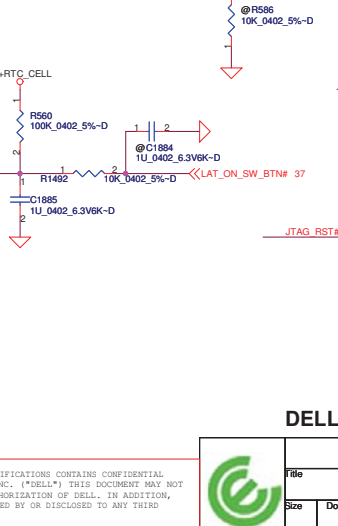 @R586
10K_0402_5%~D
1
+RTC_CELL
1
R560
100K_0402_5%~D
2
1 2
@C1884
1U_0402_6.3V6K~D
1 R1492 2 10K_0402_5%~D
LAT_ON_SW_BTN# 37
1
C1885
1U_0402_6.3V6K~D
2
JTAG_RST#
DELL
IFICATIONS CONTAINS CONFIDENTIAL
NC. ("DELL") THIS DOCUMENT MAY NOT
HORIZATION OF DELL. IN ADDITION,
ED BY OR DISCLOSED TO ANY THIRD
Title
Size Do